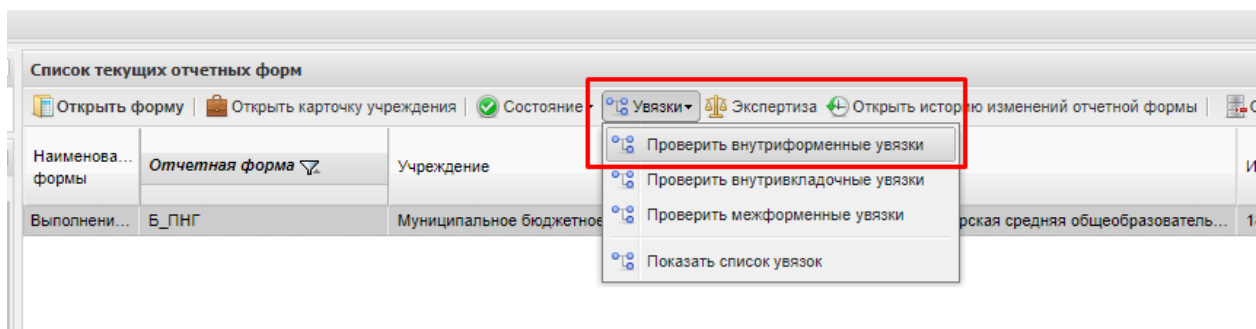 Список текущих отчетных форм
Открыть форму Открыть карточку учреждения Состояние Увязки Экспертиза Открыть историю изменений отчетной формы
Наименова...
формы
Отчетная форма
Учреждение
Проверить внутриформенные увязки
Проверить внутривкладочные увязки
Проверить межформенные увязки
Показать список увязок
Выполнени... Б_ПНГ Муниципальное бюджетное рская средняя общеобразователь...